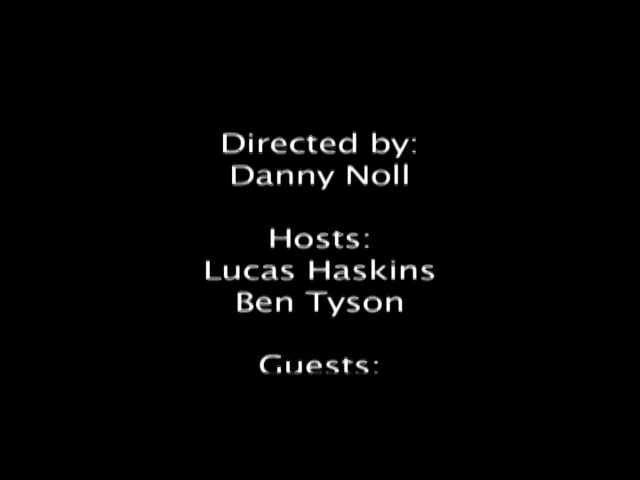 Directed by:
Danny Noll
Hosts:
Lucas Haskins
Ben Tyson
Guests: